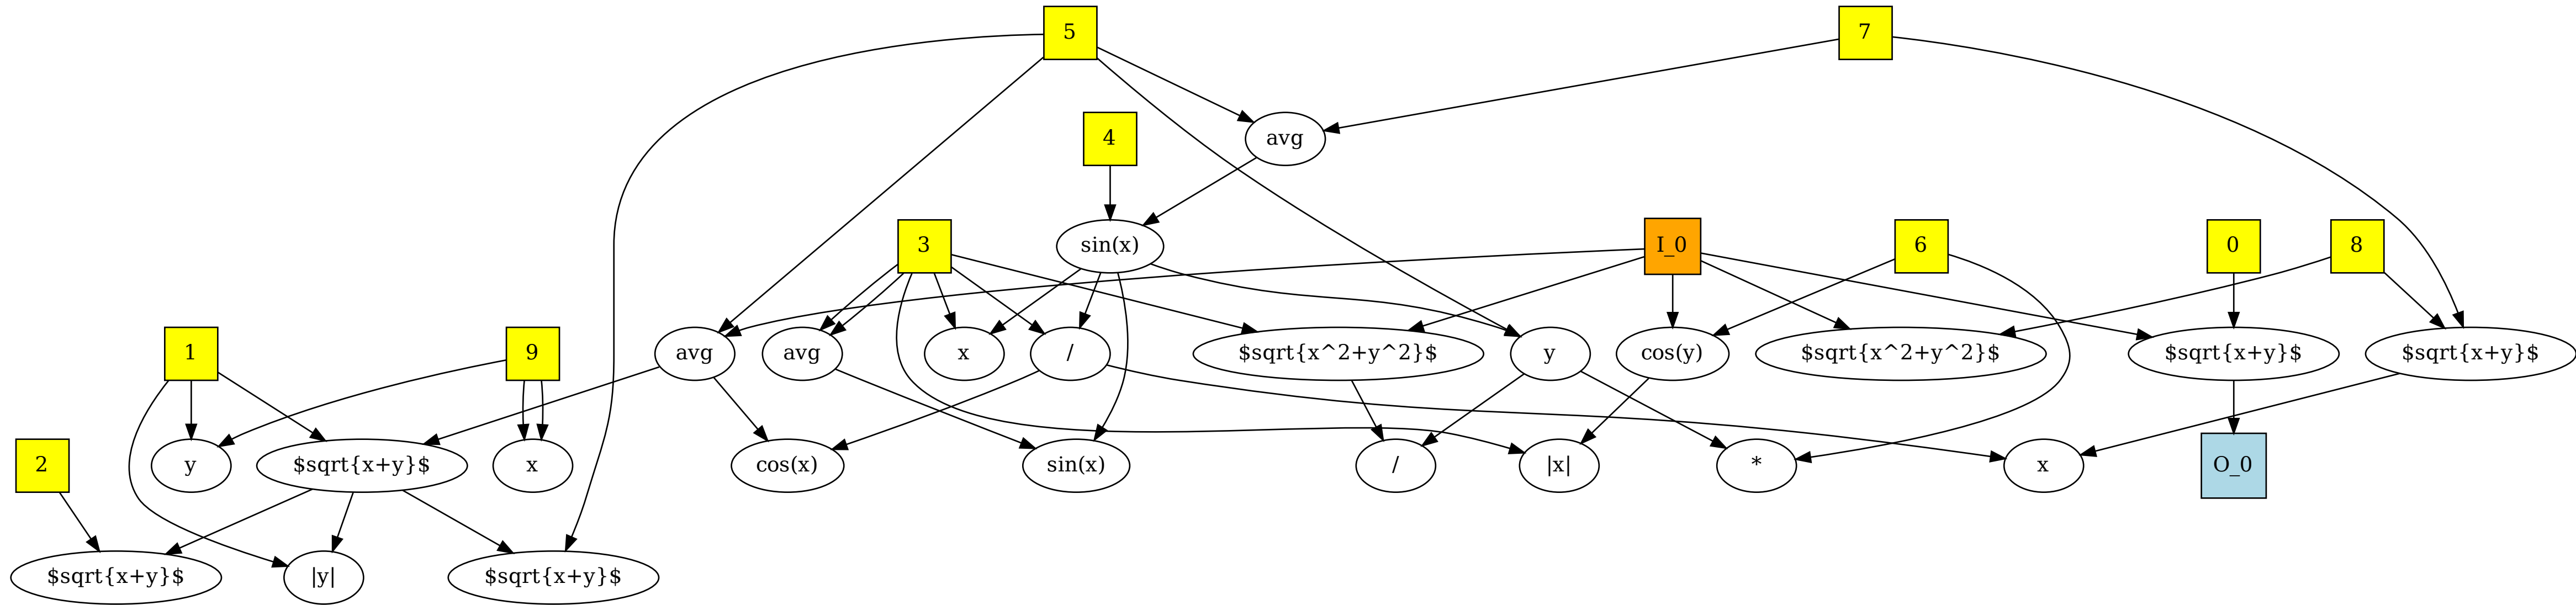 5
7
4
avg
3
sin(x)
I_0
6
0
8
1
9
avg
avg
x
/
$sqrt{x^2+y^2}$
y
cos(y)
$sqrt{x^2+y^2}$
$sqrt{x+y}$
$sqrt{x+y}$
2
y
$sqrt{x+y}$
x
cos(x)
sin(x)
/
|x|
*
x
O_0
$sqrt{x+y}$
|y|
$sqrt{x+y}$